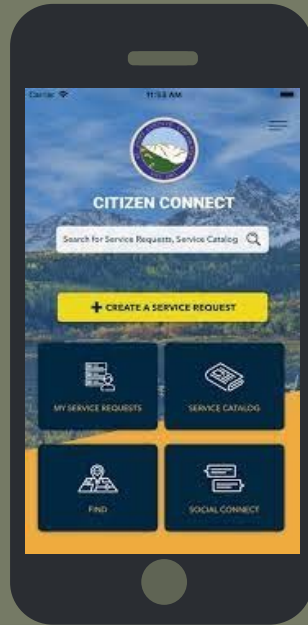 Carrier 11:53 AM
CITIZEN CONNECT
Search for Service Requests, Service Catalog
+ CREATE A SERVICE REQUEST
MY SERVICE REQUESTS
SERVICE CATALOG
FIND
SOCIAL CONNECT